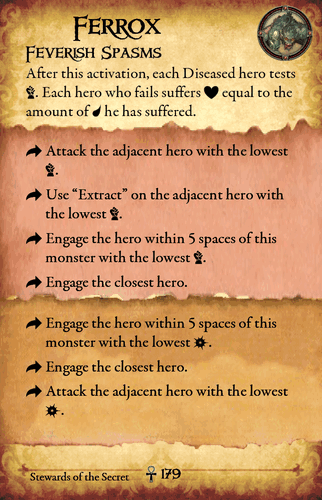 Ferrox
Feverish Spasms
After this activation, each Diseased hero tests
. Each hero who fails suffers equal to the
amount of he has suffered.
Attack the adjacent hero with the lowest
.
Use “Extract” on the adjacent hero with
the lowest .
Engage the hero within 5 spaces of this
monster with the lowest .
Engage the closest hero.
Engage the hero within 5 spaces of this
monster with the lowest .
Engage the closest hero.
Attack the adjacent hero with the lowest
.
Stewards of the Secret 179